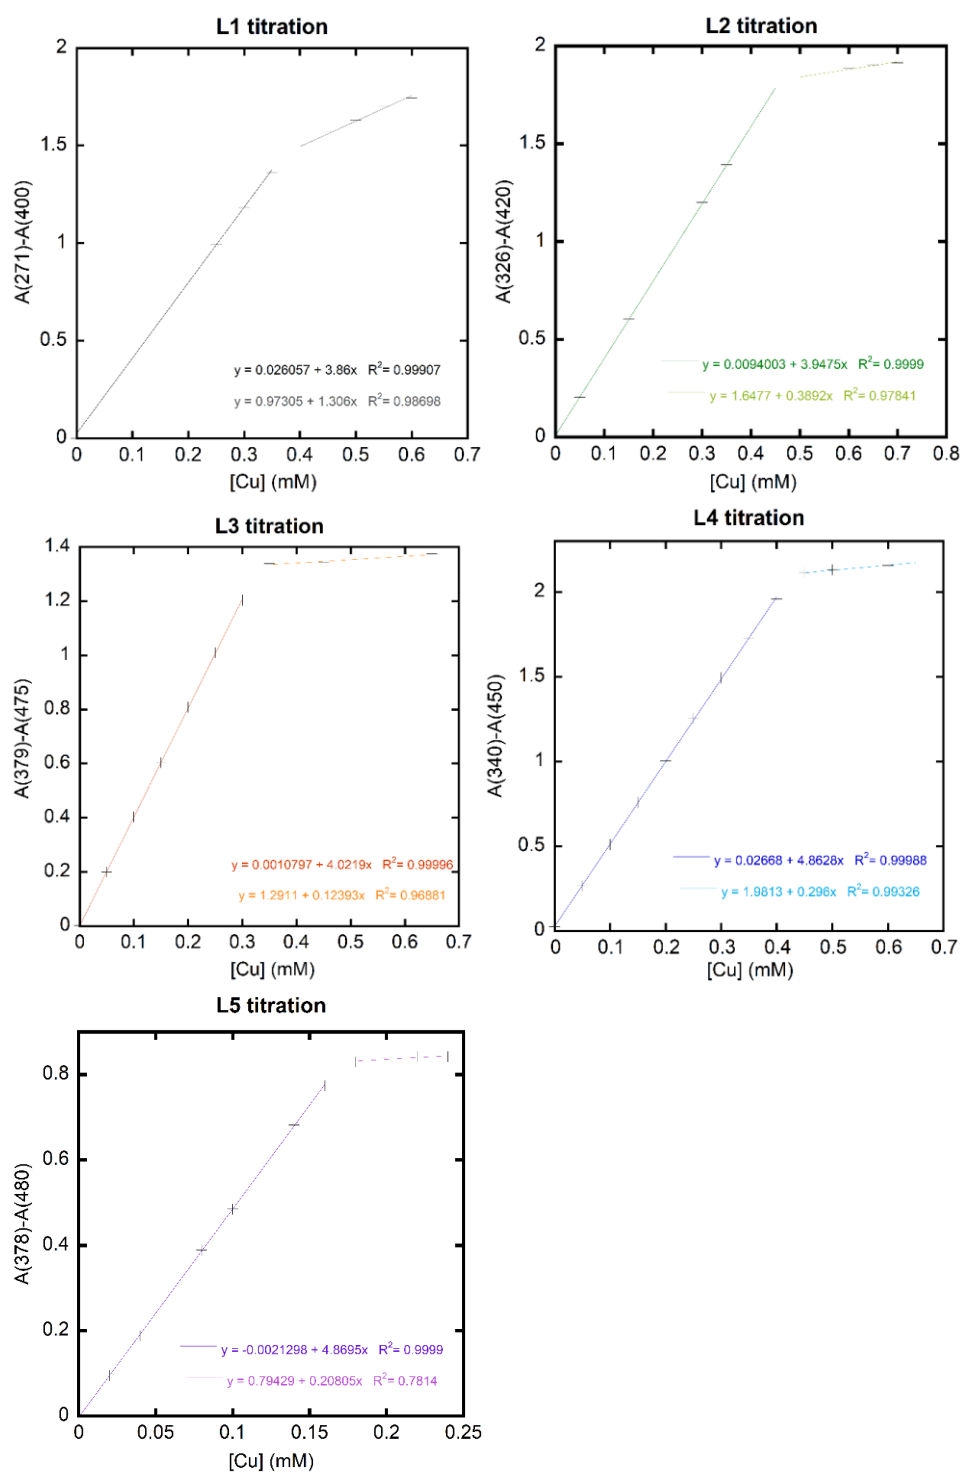 L1 titration
2
1.5
1
0.5
0
A(271)-A(400)
y = 0.026057 + 3.86x R²= 0.99907
y = 0.97305 + 1.306x R²= 0.98698
0 0.1 0.2 0.3 0.4 0.5 0.6 0.7
[Cu] (mM)
L2 titration
2
1.5
1
0.5
0
A(326)-A(420)
y = 0.0094003 + 3.9475x R²= 0.9999
y = 1.6477 + 0.3892x R²= 0.97841
0 0.1 0.2 0.3 0.4 0.5 0.6 0.7 0.8
[Cu] (mM)
L3 titration
1.4
1.2
1
0.8
0.6
0.4
0.2
0
A(379)-A(475)
y = 0.0010797 + 4.0219x R²= 0.99996
y = 1.2911 + 0.12393x R²= 0.96881
0 0.1 0.2 0.3 0.4 0.5 0.6 0.7
[Cu] (mM)
L4 titration
2
1.5
1
0.5
0
A(340)-A(450)
y = 0.02668 + 4.8628x R²= 0.99988
y = 1.9813 + 0.296x R²= 0.99326
0 0.1 0.2 0.3 0.4 0.5 0.6 0.7
[Cu] (mM)
L5 titration
0.8
0.6
0.4
0.2
0
A(378)-A(480)
y = -0.0021298 + 4.8695x R²= 0.9999
y = 0.79429 + 0.20805x R²= 0.7814
0 0.05 0.1 0.15 0.2 0.25
[Cu] (mM)